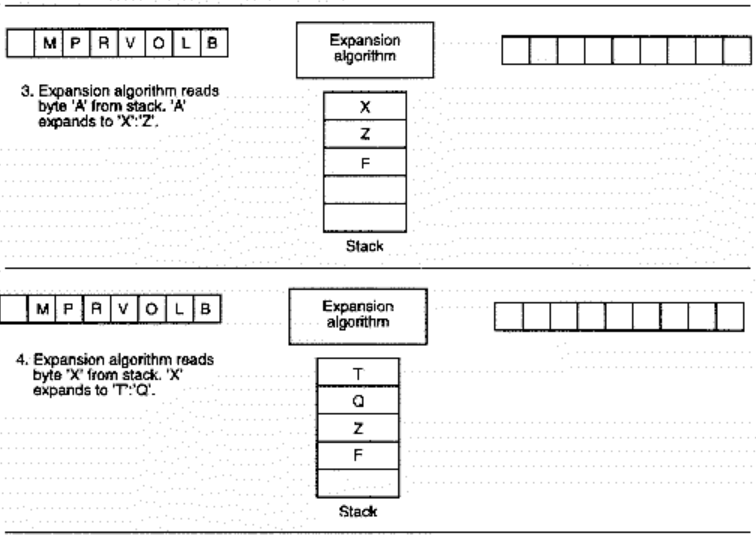 M P R V O L B
Expansion
algorithm
3. Expansion algorithm reads
byte 'A' from stack. 'A'
expands to 'X':'Z'.
X
Z
F
Stack
M P R V O L B
Expansion
algorithm
4. Expansion algorithm reads
byte 'X' from stack. 'X'
expands to 'T':'Q'.
T
Q
Z
F
Stack